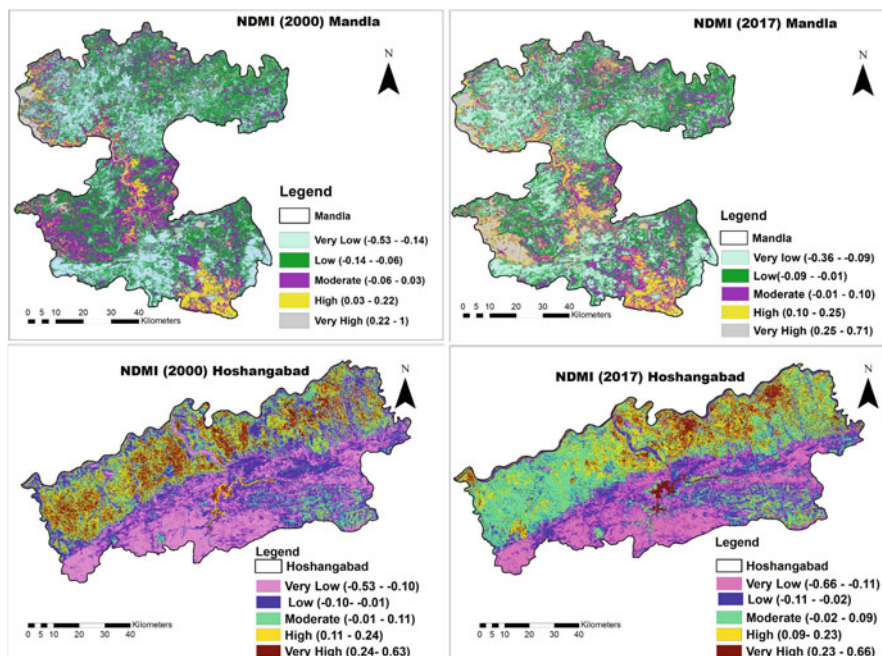 NDMI (2000) Mandla
N
Legend
Mandla
Very Low (-0.53 - -0.14)
Low (-0.14 - -0.06)
Moderate (-0.06 - 0.03)
High (0.03 - 0.22)
Very High (0.22 - 1)
0 5 10 20 30 40
Kilometers
NDMI (2017) Mandla
N
Legend
Mandla
Very low (-0.36 - -0.09)
Low(-0.09 - -0.01)
Moderate (-0.01 - 0.10)
High (0.10 - 0.25)
Very High (0.25 - 0.71)
0 5 10 20 30 40
Kilometers
NDMI (2000) Hoshangabad
N
Legend
Hoshangabad
Very Low (-0.53 - -0.10)
Low (-0.10- -0.01)
Moderate (-0.01 - 0.11)
High (0.11 - 0.24)
Very High (0.24- 0.63)
0 5 10 20 30 40
Kilometers
NDMI (2017) Hoshangabad
N
Legend
Hoshangabad
Very Low (-0.66 - -0.11)
Low (-0.11 - -0.02)
Moderate (-0.02 - 0.09)
High (0.09- 0.23)
Very High (0.23 - 0.66)
0 5 10 20 30 40
Kilometers